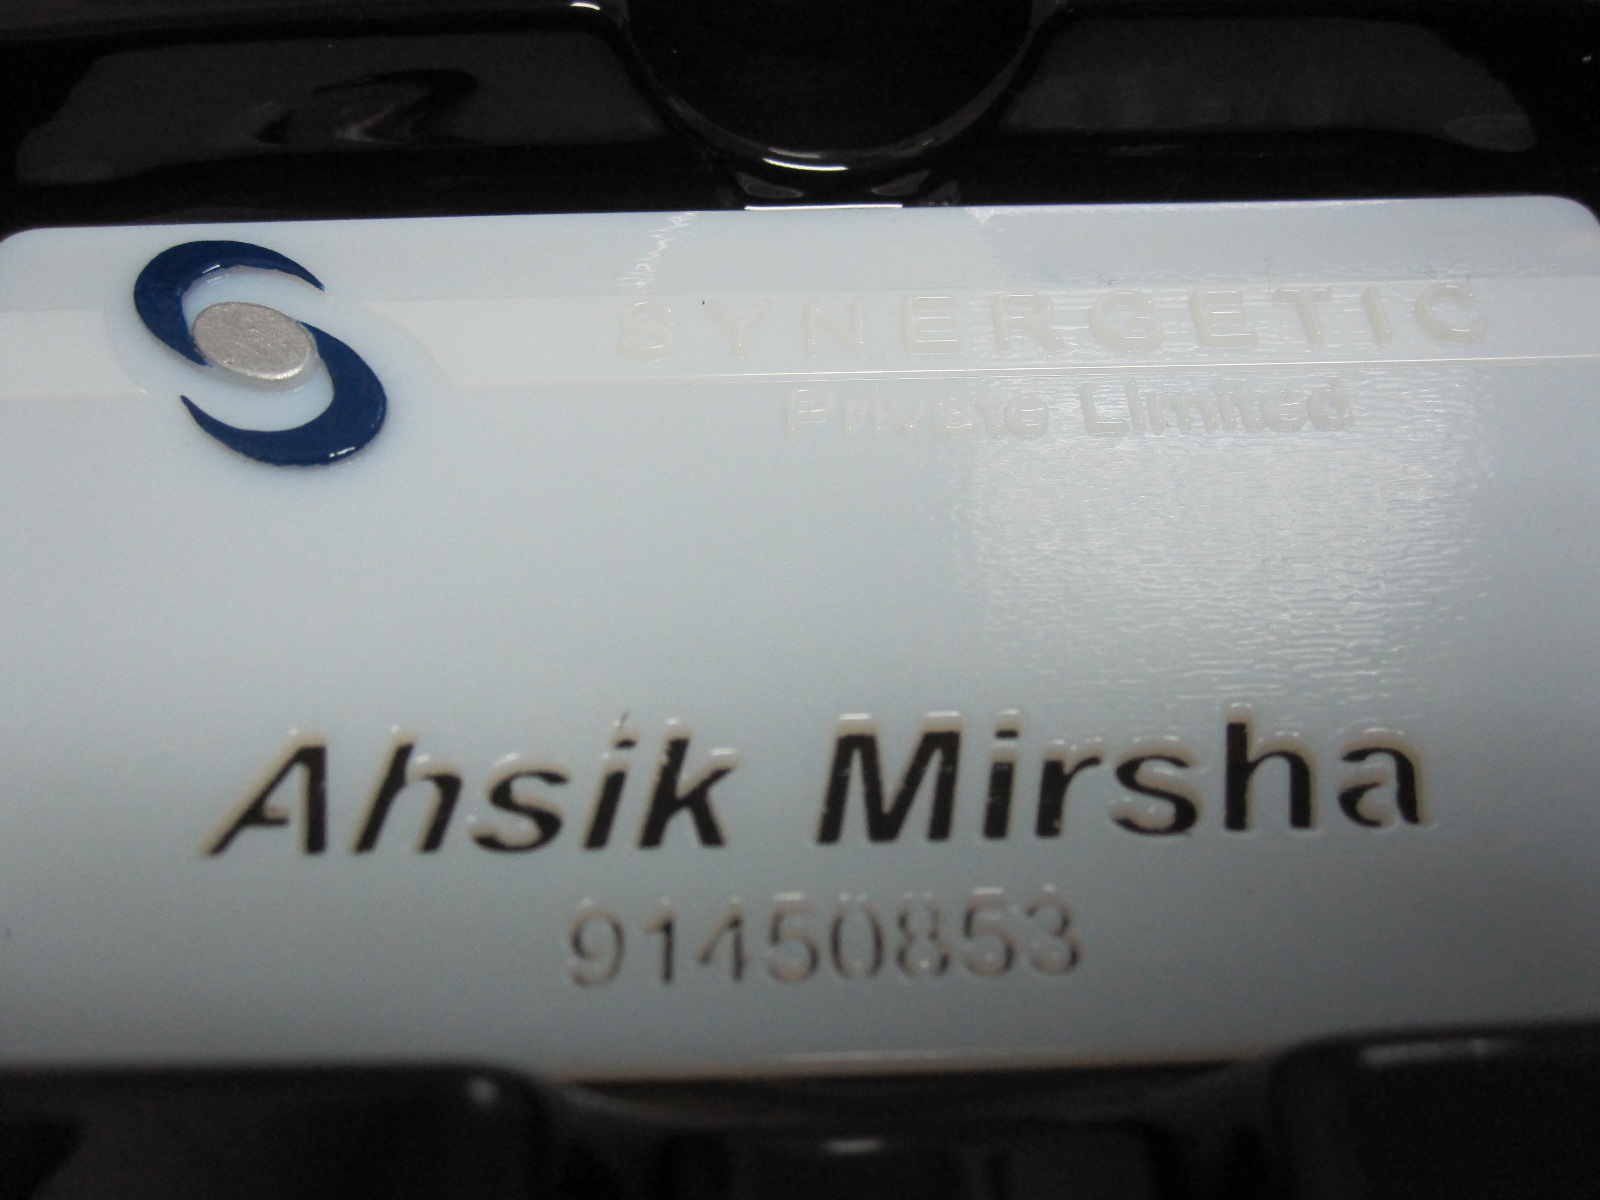 SYNERGETIC
Private Limited
Ahsik Mirsha
91450853